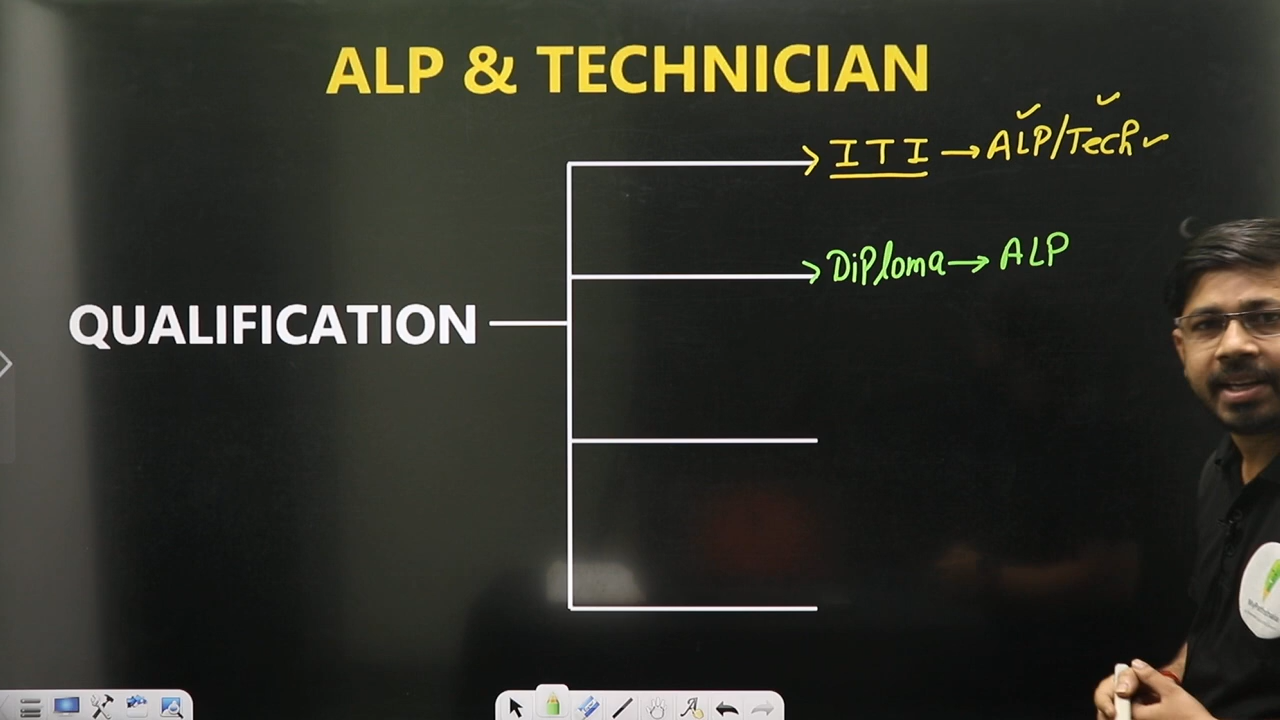 ALP & TECHNICIAN
ITI → ALP/Tech
Diploma → ALP
QUALIFICATION